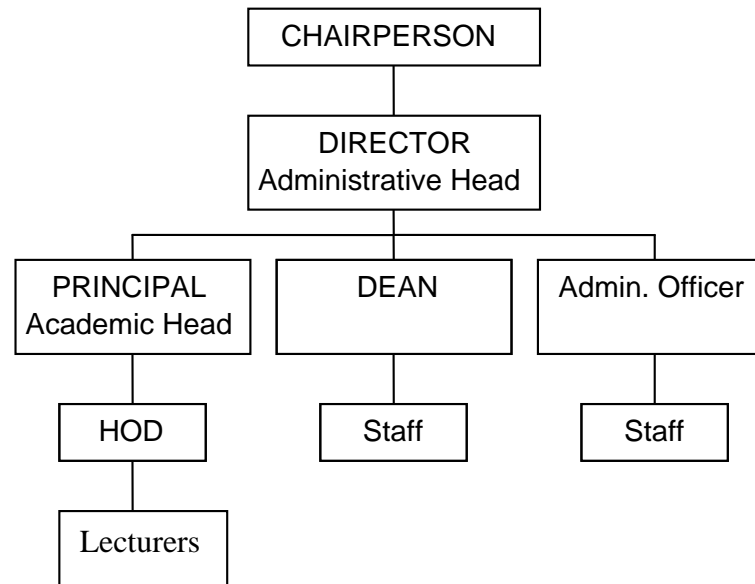 CHAIRPERSON
DIRECTOR
Administrative Head
PRINCIPAL
Academic Head
DEAN
Admin. Officer
HOD
Staff
Staff
Lecturers